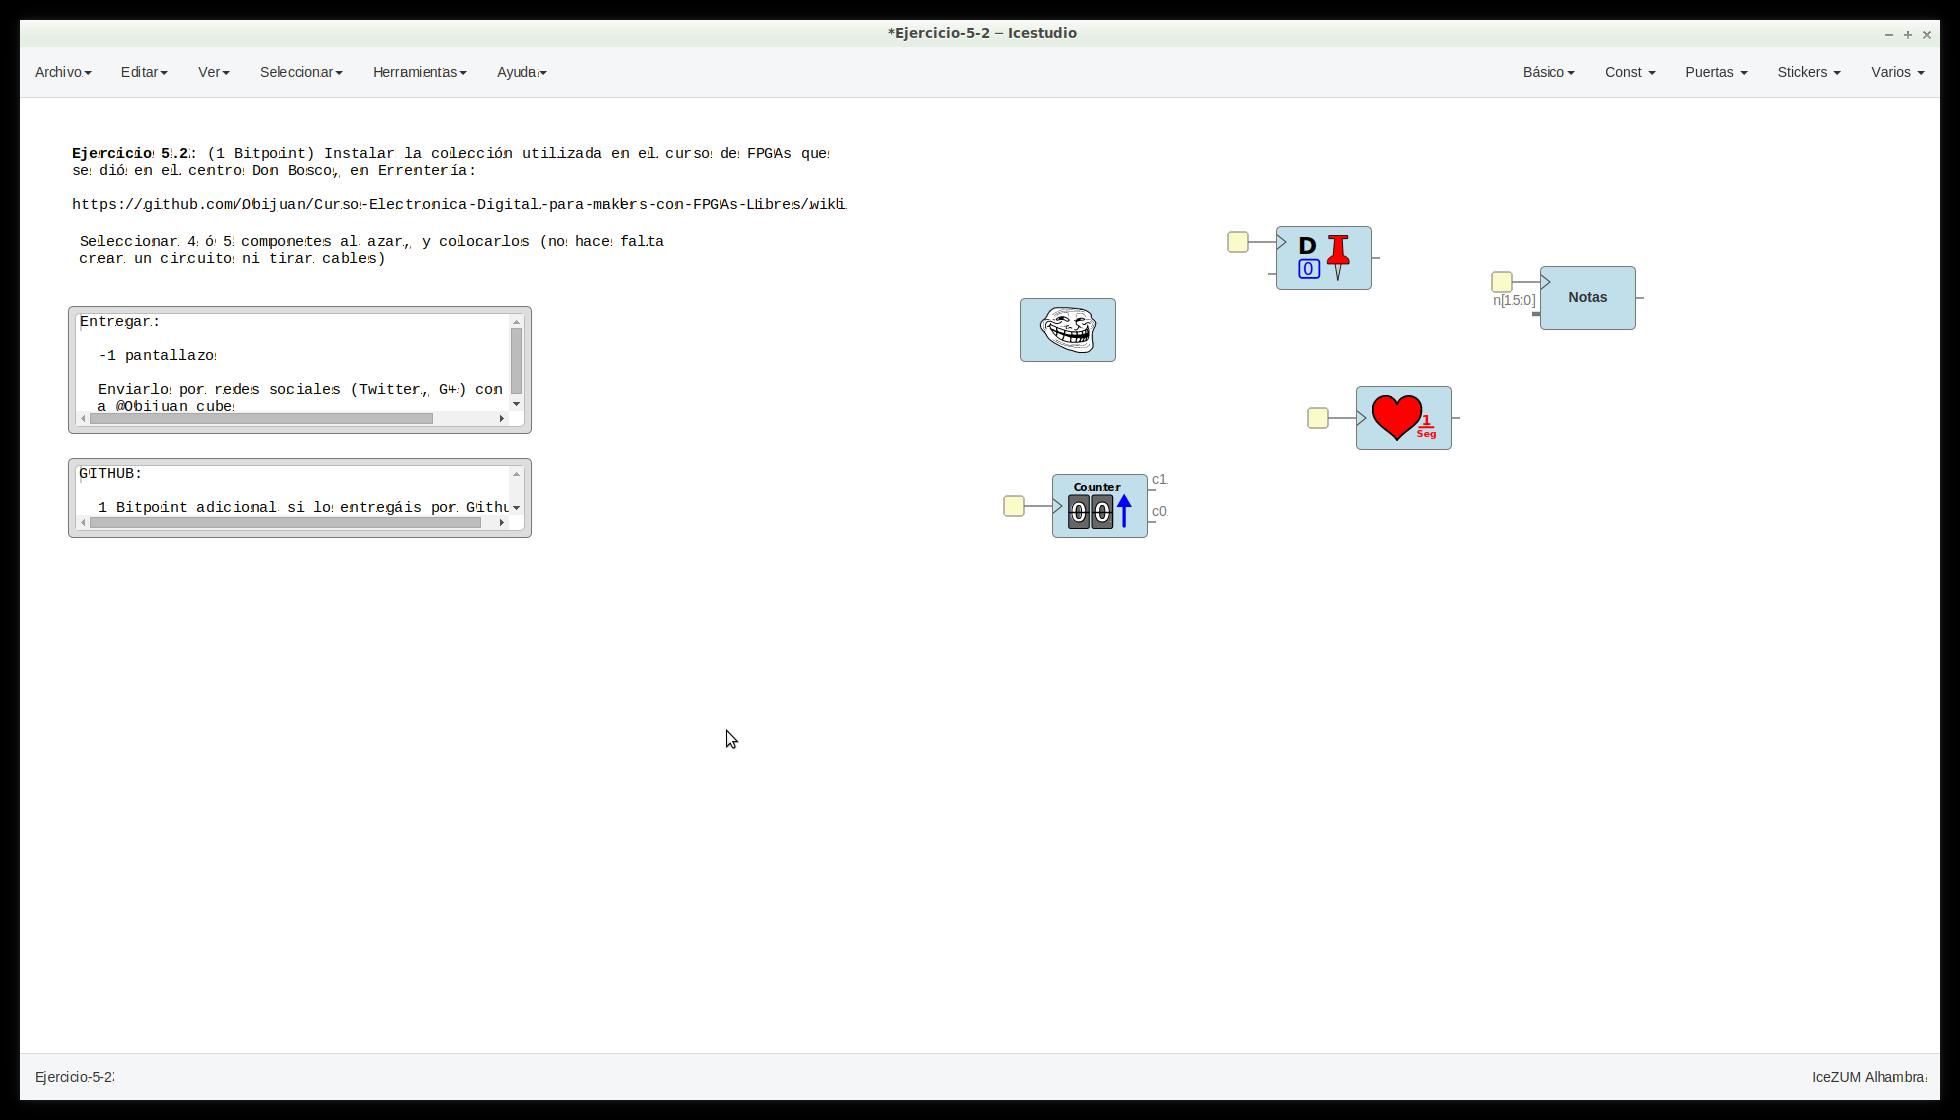 *Ejercicio-5-2 – Icestudio
Archivo Editar Ver Seleccionar Herramientas Ayuda Básico Const Puertas Stickers Varios
Ejercicio 5.2: (1 Bitpoint) Instalar la colección utilizada en el curso de FPGAs que
se dió en el centro Don Bosco, en Errentería:
https://github.com/Obijuan/Curso-Electronica-Digital-para-makers-con-FPGAs-Libres/wiki
Seleccionar 4 ó 5 componetes al azar, y colocarlos (no hace falta
crear un circuito ni tirar cables)
Entregar:
-1 pantallazo
Enviarlo por redes sociales (Twitter, G+) con
a @Obijuan_cube
GITHUB:
1 Bitpoint adicional si lo entregáis por Githu
D
0
n[15:0]
Notas
1
Seg
Counter
00
c1
c0
Ejercicio-5-2
IceZUM Alhambra